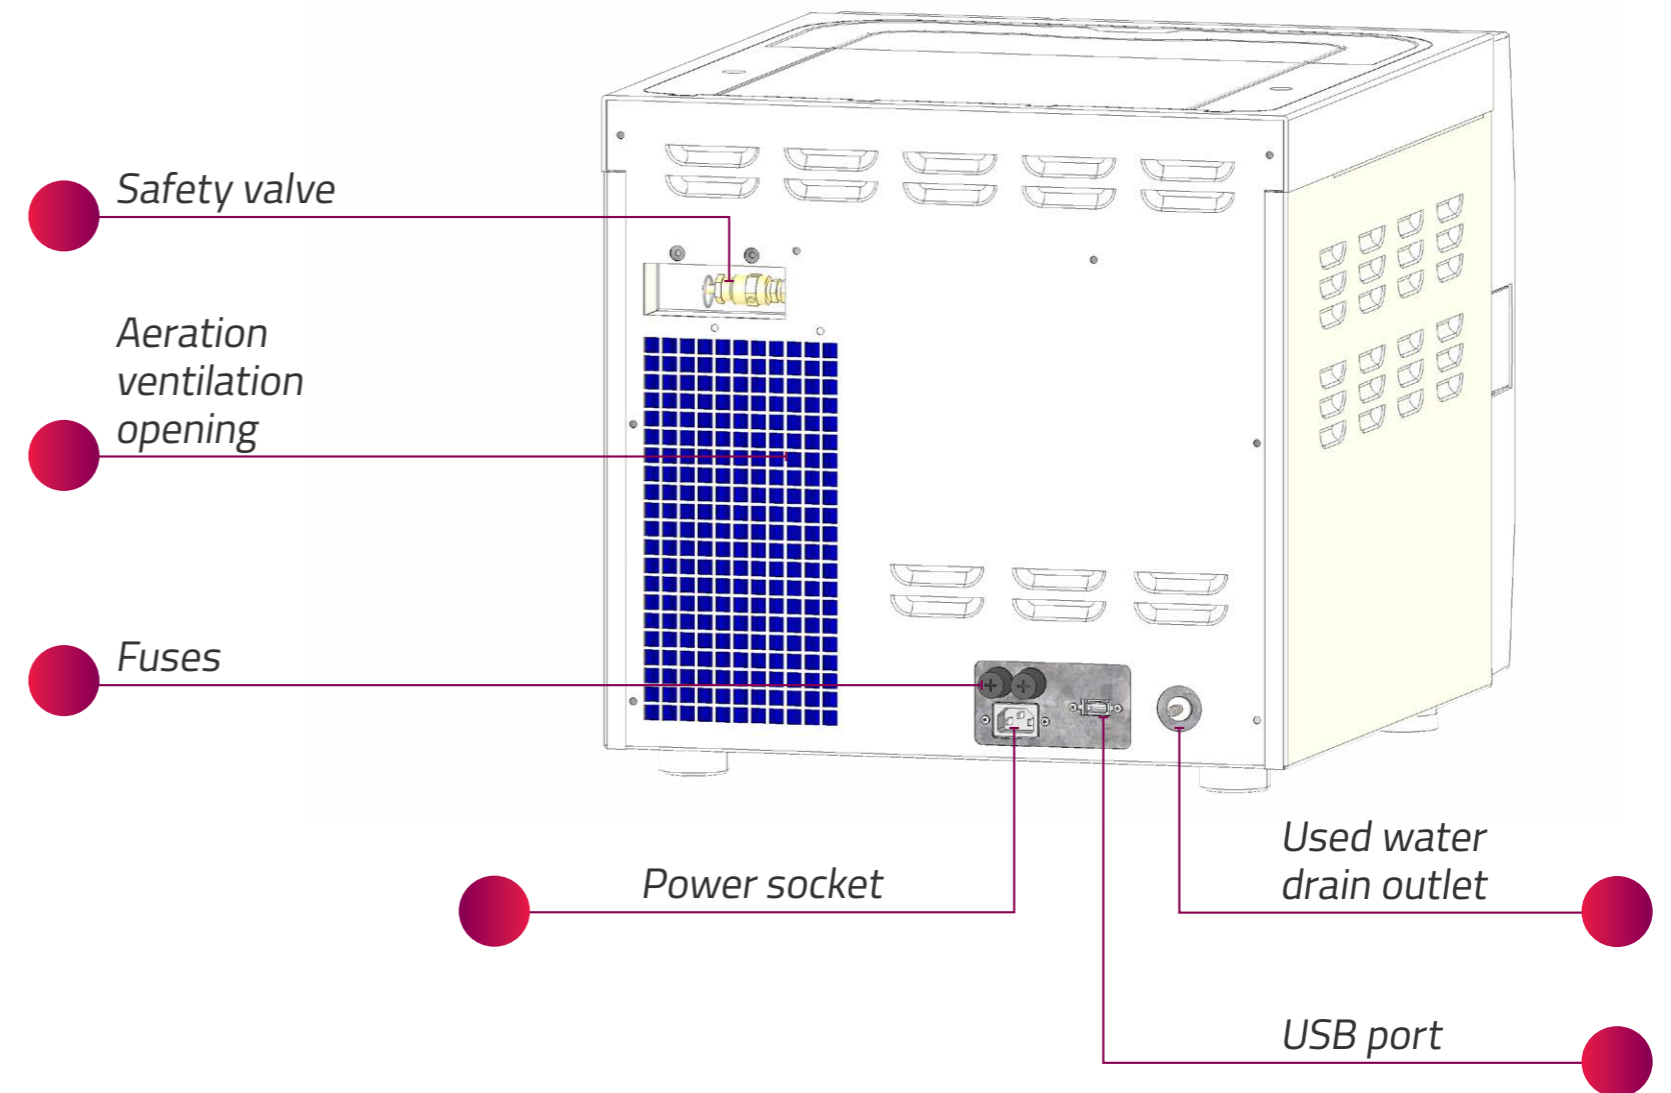 Safety valve
Aeration
ventilation
opening
Fuses
Power socket
Used water
drain outlet
USB port